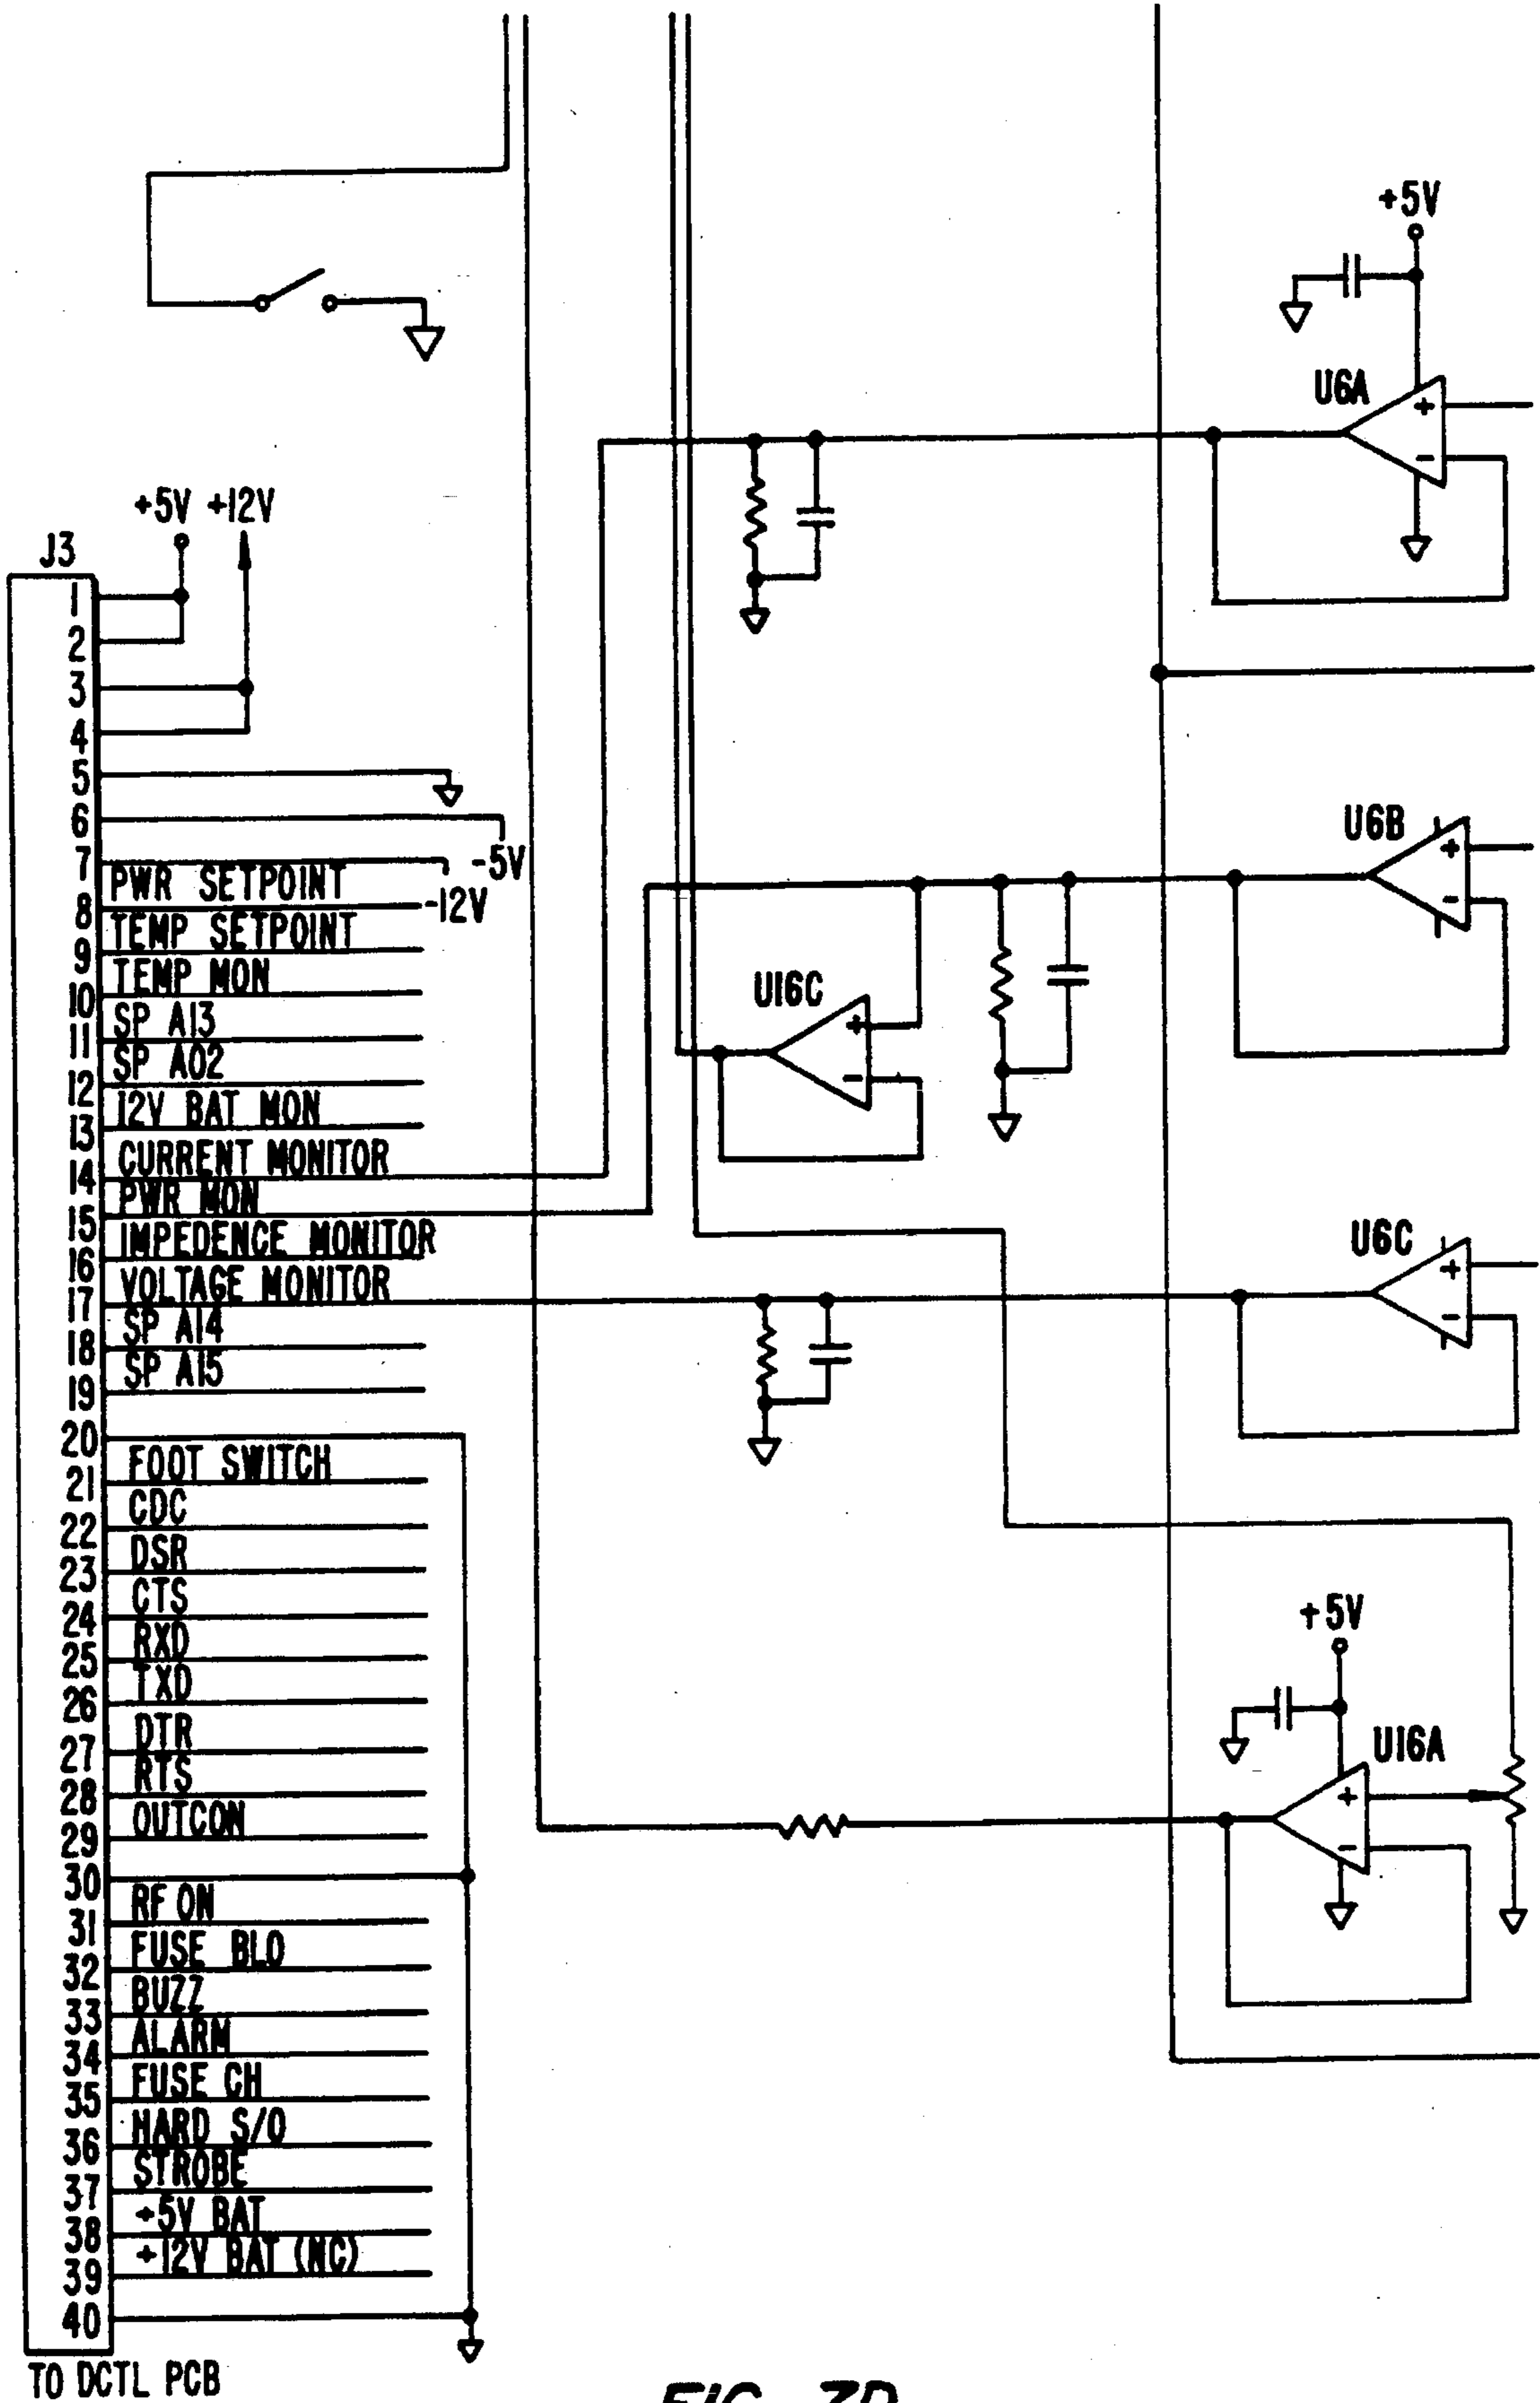 +5V
U6A
+
-
+5V +12V
J3
1
2
3
4
5
6
7
-5V
PWR SETPOINT
8
-12V
TEMP SETPOINT
9
TEMP MON
10
SP A13
11
SP A02
12
12V BAT MON
13
CURRENT MONITOR
14
PWR MON
15
IMPEDENCE MONITOR
16
VOLTAGE MONITOR
17
SP A14
18
SP A15
19
20
FOOT SWITCH
21
CDC
22
DSR
23
CTS
24
RXD
25
TXD
26
DTR
27
RTS
28
OUTCON
29
30
RF ON
31
FUSE BLO
32
BUZZ
33
ALARM
34
FUSE CH
35
HARD S/O
36
STROBE
37
+5V BAT
38
+12V BAT (NC)
39
40
TO DCTL PCB
U6B
+
-
U16C
+
-
U6C
+
-
+5V
U16A
+
-
FIG. 7D